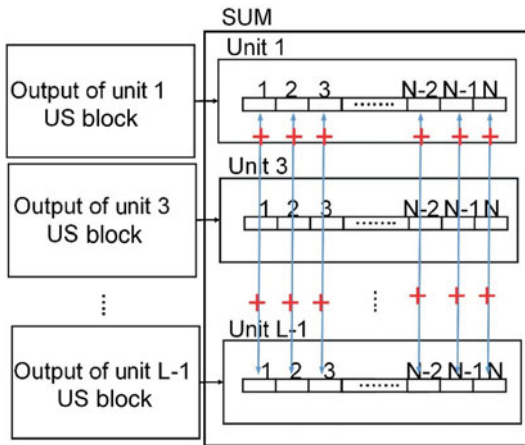 SUM
Unit 1
Output of unit 1
US block
1 2 3 ....... N-2 N-1 N
+ + + + + +
Unit 3
Output of unit 3
US block
1 2 3 ....... N-2 N-1 N
+ + + + + +
Unit L-1
Output of unit L-1
US block
1 2 3 ....... N-2 N-1 N